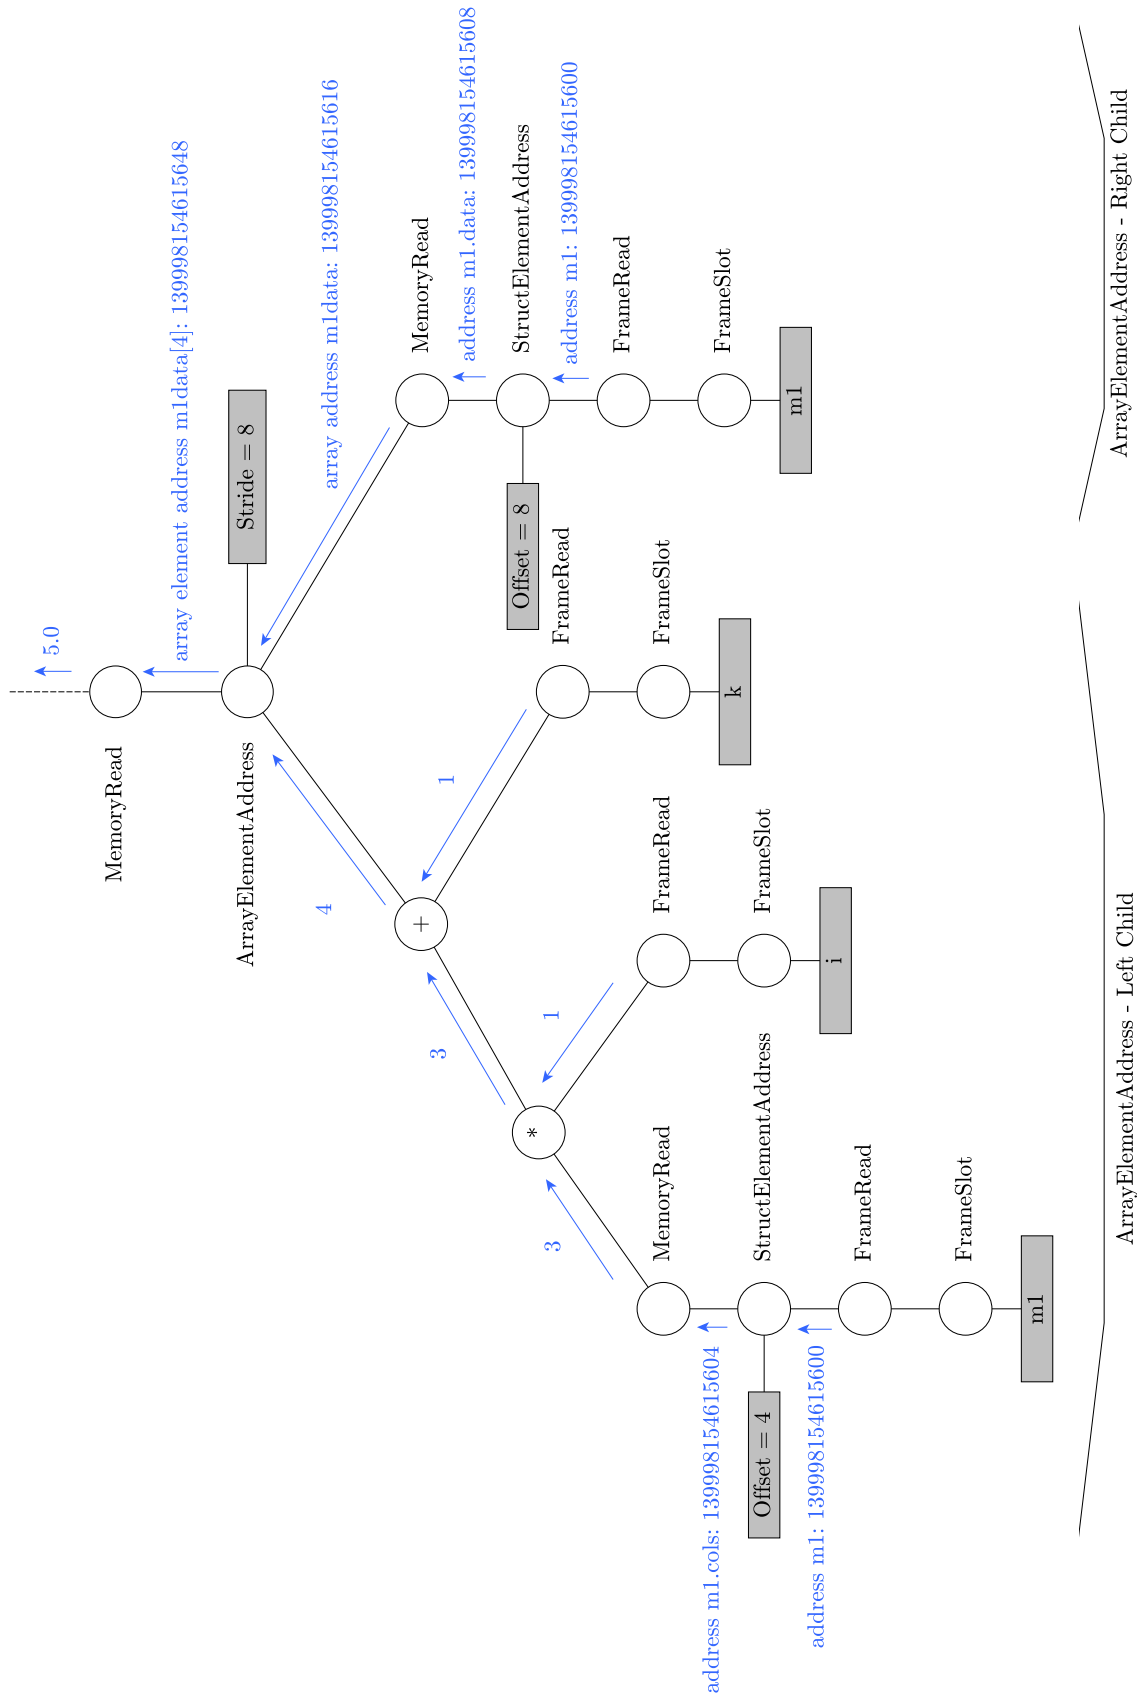 5.0
MemoryRead
array element address m1data[4]: 139998154615648
ArrayElementAddress
Stride = 8
4
array address m1data: 139998154615616
+
MemoryRead
3
1
address m1.data: 139998154615608
*
StructElementAddress
Offset = 8
3
1
FrameRead
address m1: 139998154615600
FrameRead
MemoryRead
FrameRead
FrameSlot
FrameSlot
address m1.cols: 139998154615604
k
m1
StructElementAddress
FrameSlot
Offset = 4
address m1: 139998154615600
i
FrameRead
FrameSlot
m1
ArrayElementAddress - Left Child
ArrayElementAddress - Right Child